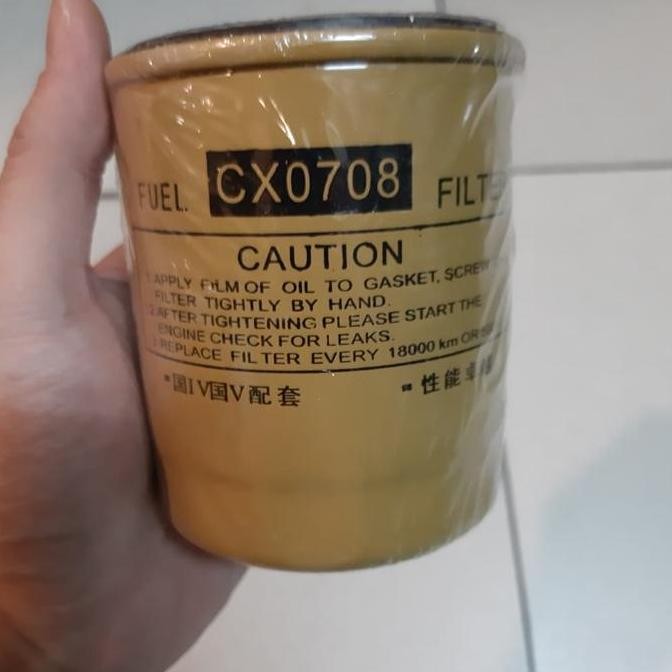 FUEL. CX0708 FILTE
CAUTION
1.APPLY FILM OF OIL TO GASKET, SCREW
FILTER TIGHTLY BY HAND.
2.AFTER TIGHTENING PLEASE START THE
ENGINE CHECK FOR LEAKS.
REPLACE FILTER EVERY 18000 km OR
国IV国V配套
性能卓